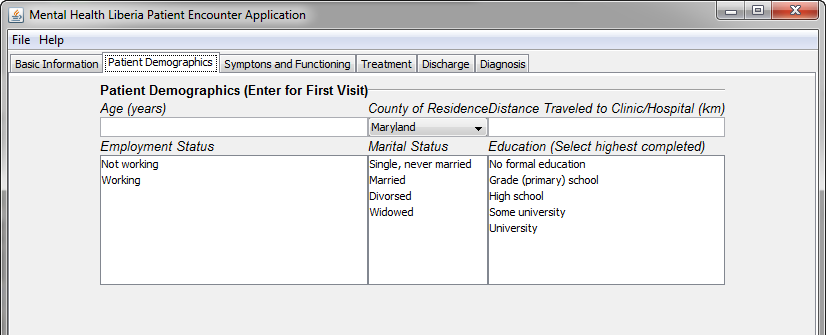 Mental Health Liberia Patient Encounter Application
File Help
Basic Information Patient Demographics Symptons and Functioning Treatment Discharge Diagnosis
Patient Demographics (Enter for First Visit)
Age (years) County of Residence Distance Traveled to Clinic/Hospital (km)
Maryland
Employment Status Marital Status Education (Select highest completed)
Not working Single, never married No formal education
Working Married Grade (primary) school
Divorsed High school
Widowed Some university
University